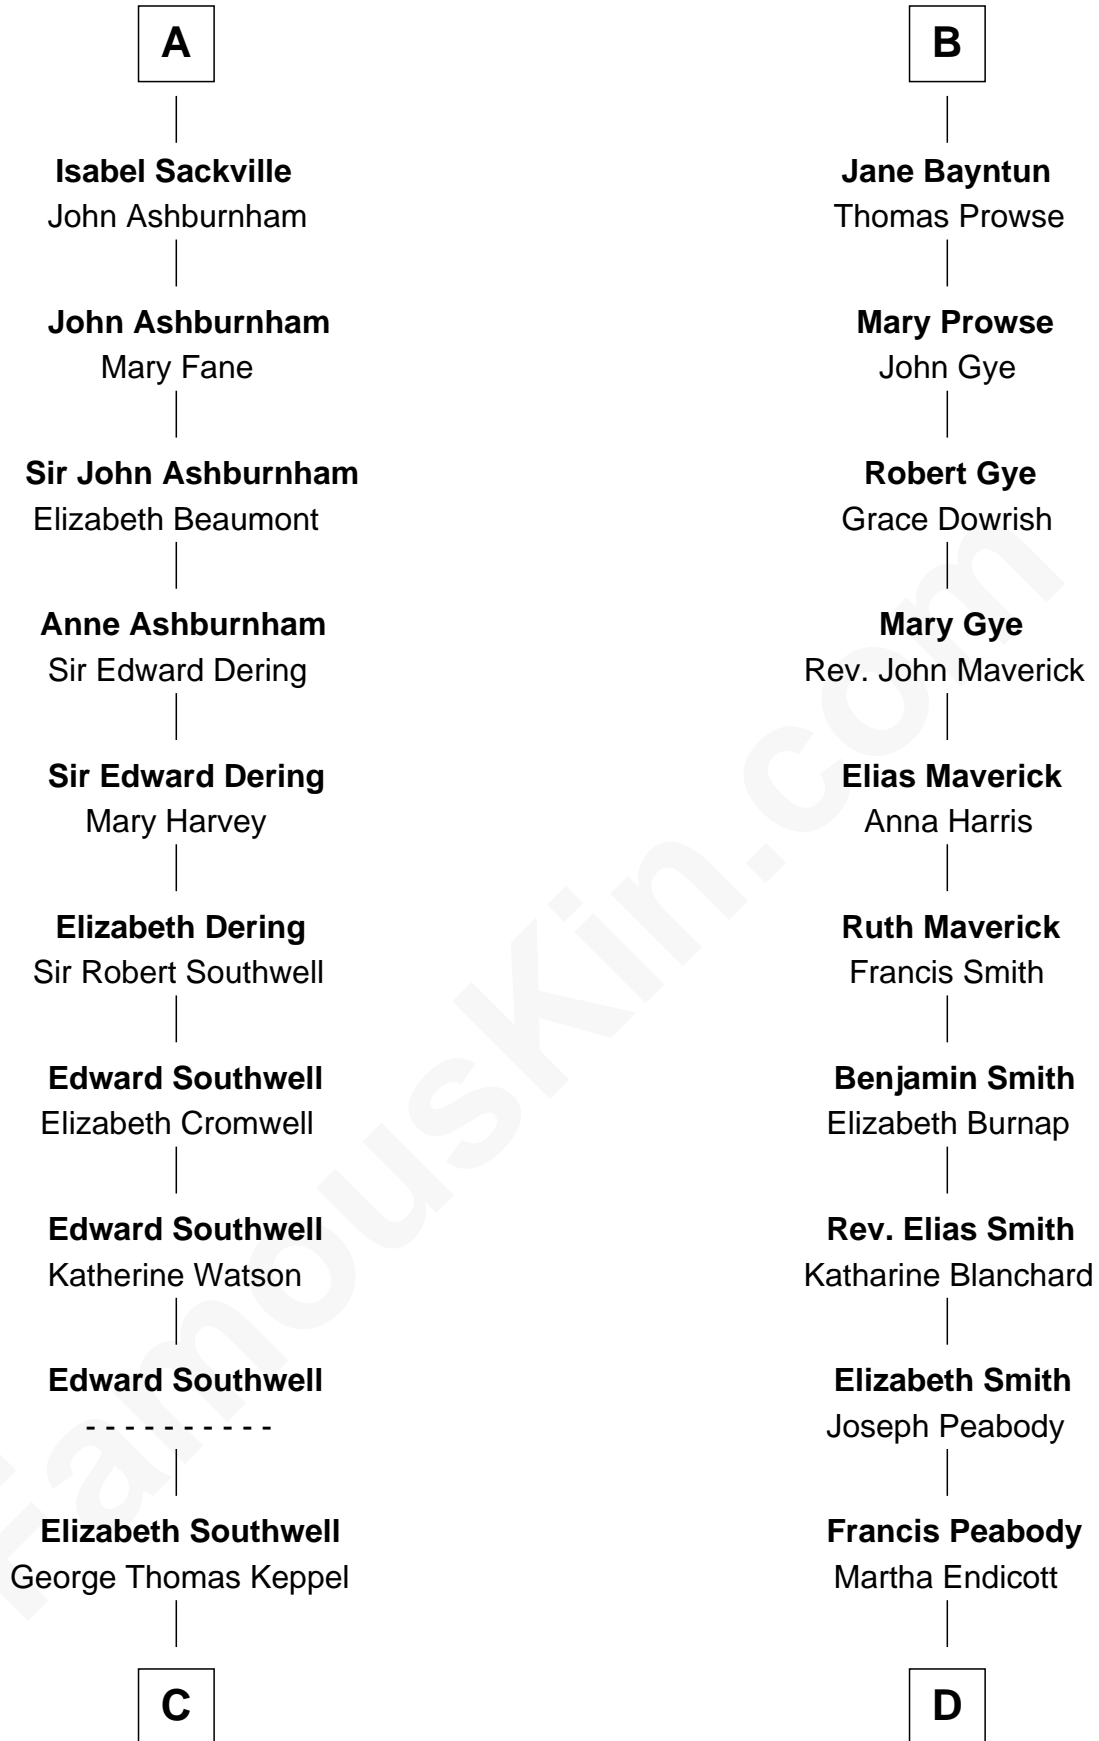 A
Isabel Sackville
John Ashburnham
John Ashburnham
Mary Fane
Sir John Ashburnham
Elizabeth Beaumont
Anne Ashburnham
Sir Edward Dering
Sir Edward Dering
Mary Harvey
Elizabeth Dering
Sir Robert Southwell
Edward Southwell
Elizabeth Cromwell
Edward Southwell
Katherine Watson
Edward Southwell
- - - - - - - - - -
Elizabeth Southwell
George Thomas Keppel
C
B
Jane Bayntun
Thomas Prowse
Mary Prowse
John Gye
Robert Gye
Grace Dowrish
Mary Gye
Rev. John Maverick
Elias Maverick
Anna Harris
Ruth Maverick
Francis Smith
Benjamin Smith
Elizabeth Burnap
Rev. Elias Smith
Katharine Blanchard
Elizabeth Smith
Joseph Peabody
Francis Peabody
Martha Endicott
D
FamousKin.com